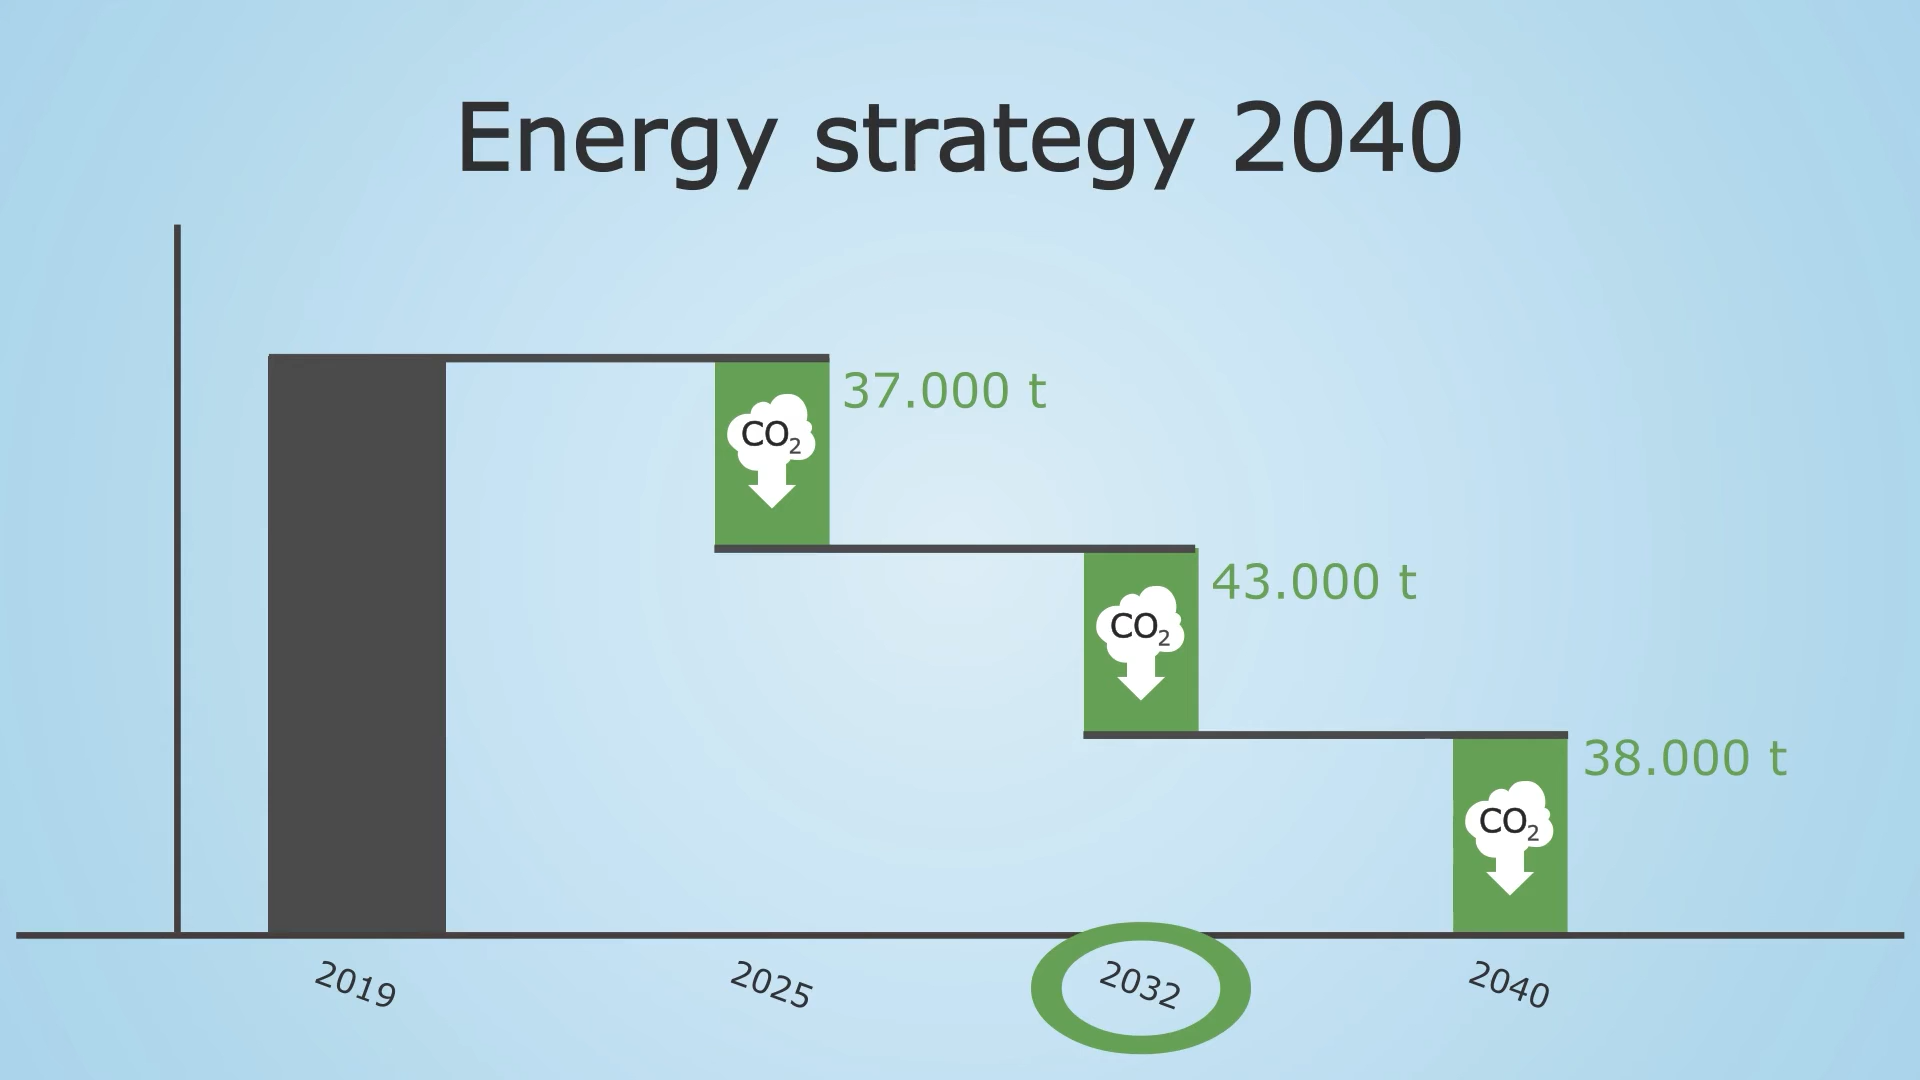 Energy strategy 2040
37.000 t
CO₂
43.000 t
CO₂
38.000 t
CO₂
2019
2025
2032
2040